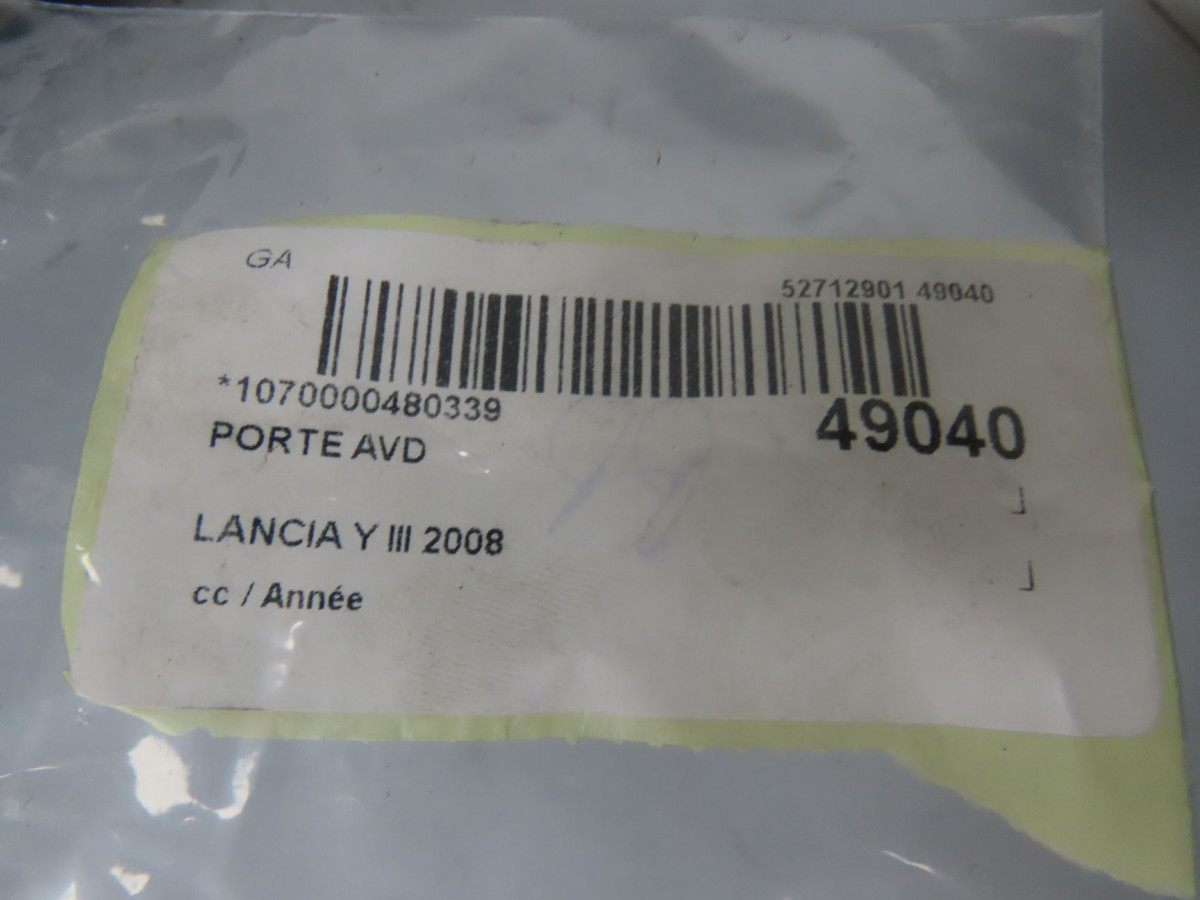 GA
52712901 49040
*1070000480339
49040
PORTE AVD
LANCIA Y III 2008
cc / Année